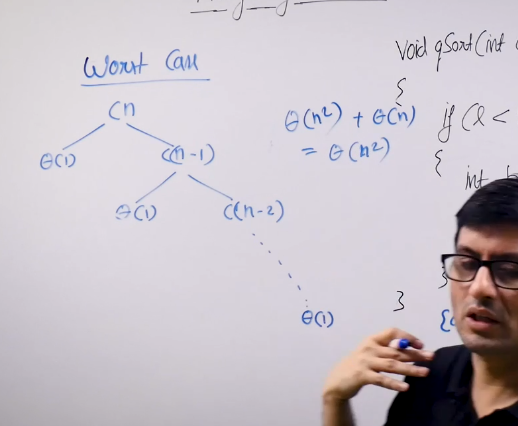 Worst Case
Cn
θ(1) C(n-1)
θ(1) C(n-2)
θ(1)
θ(n²) + θ(n)
= θ(n²)
void qSort(int
{
if (l <
{
int
}
}